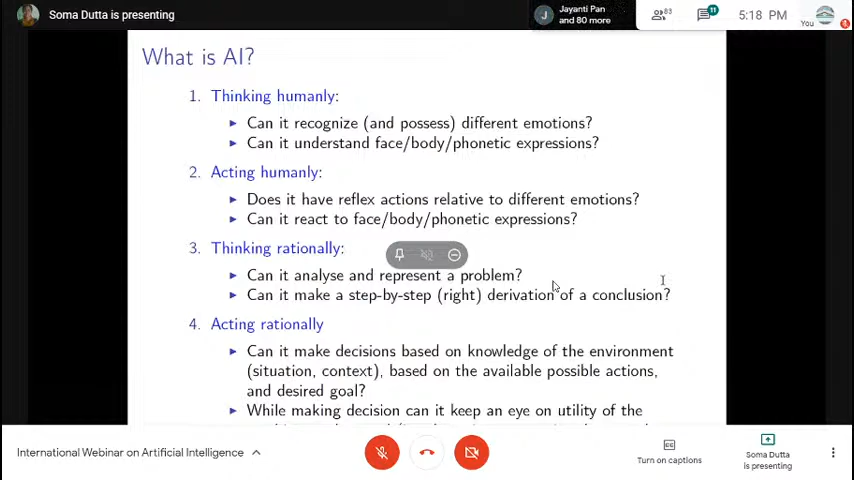 Soma Dutta is presenting
J
Jayanti Pan
and 80 more
83
11
5:18 PM
You
What is AI?
1. Thinking humanly:
Can it recognize (and possess) different emotions?
Can it understand face/body/phonetic expressions?
2. Acting humanly:
Does it have reflex actions relative to different emotions?
Can it react to face/body/phonetic expressions?
3. Thinking rationally:
Can it analyse and represent a problem?
Can it make a step-by-step (right) derivation of a conclusion?
4. Acting rationally
Can it make decisions based on knowledge of the environment
(situation, context), based on the available possible actions,
and desired goal?
While making decision can it keep an eye on utility of the
International Webinar on Artificial Intelligence
Turn on captions
Soma Dutta
is presenting